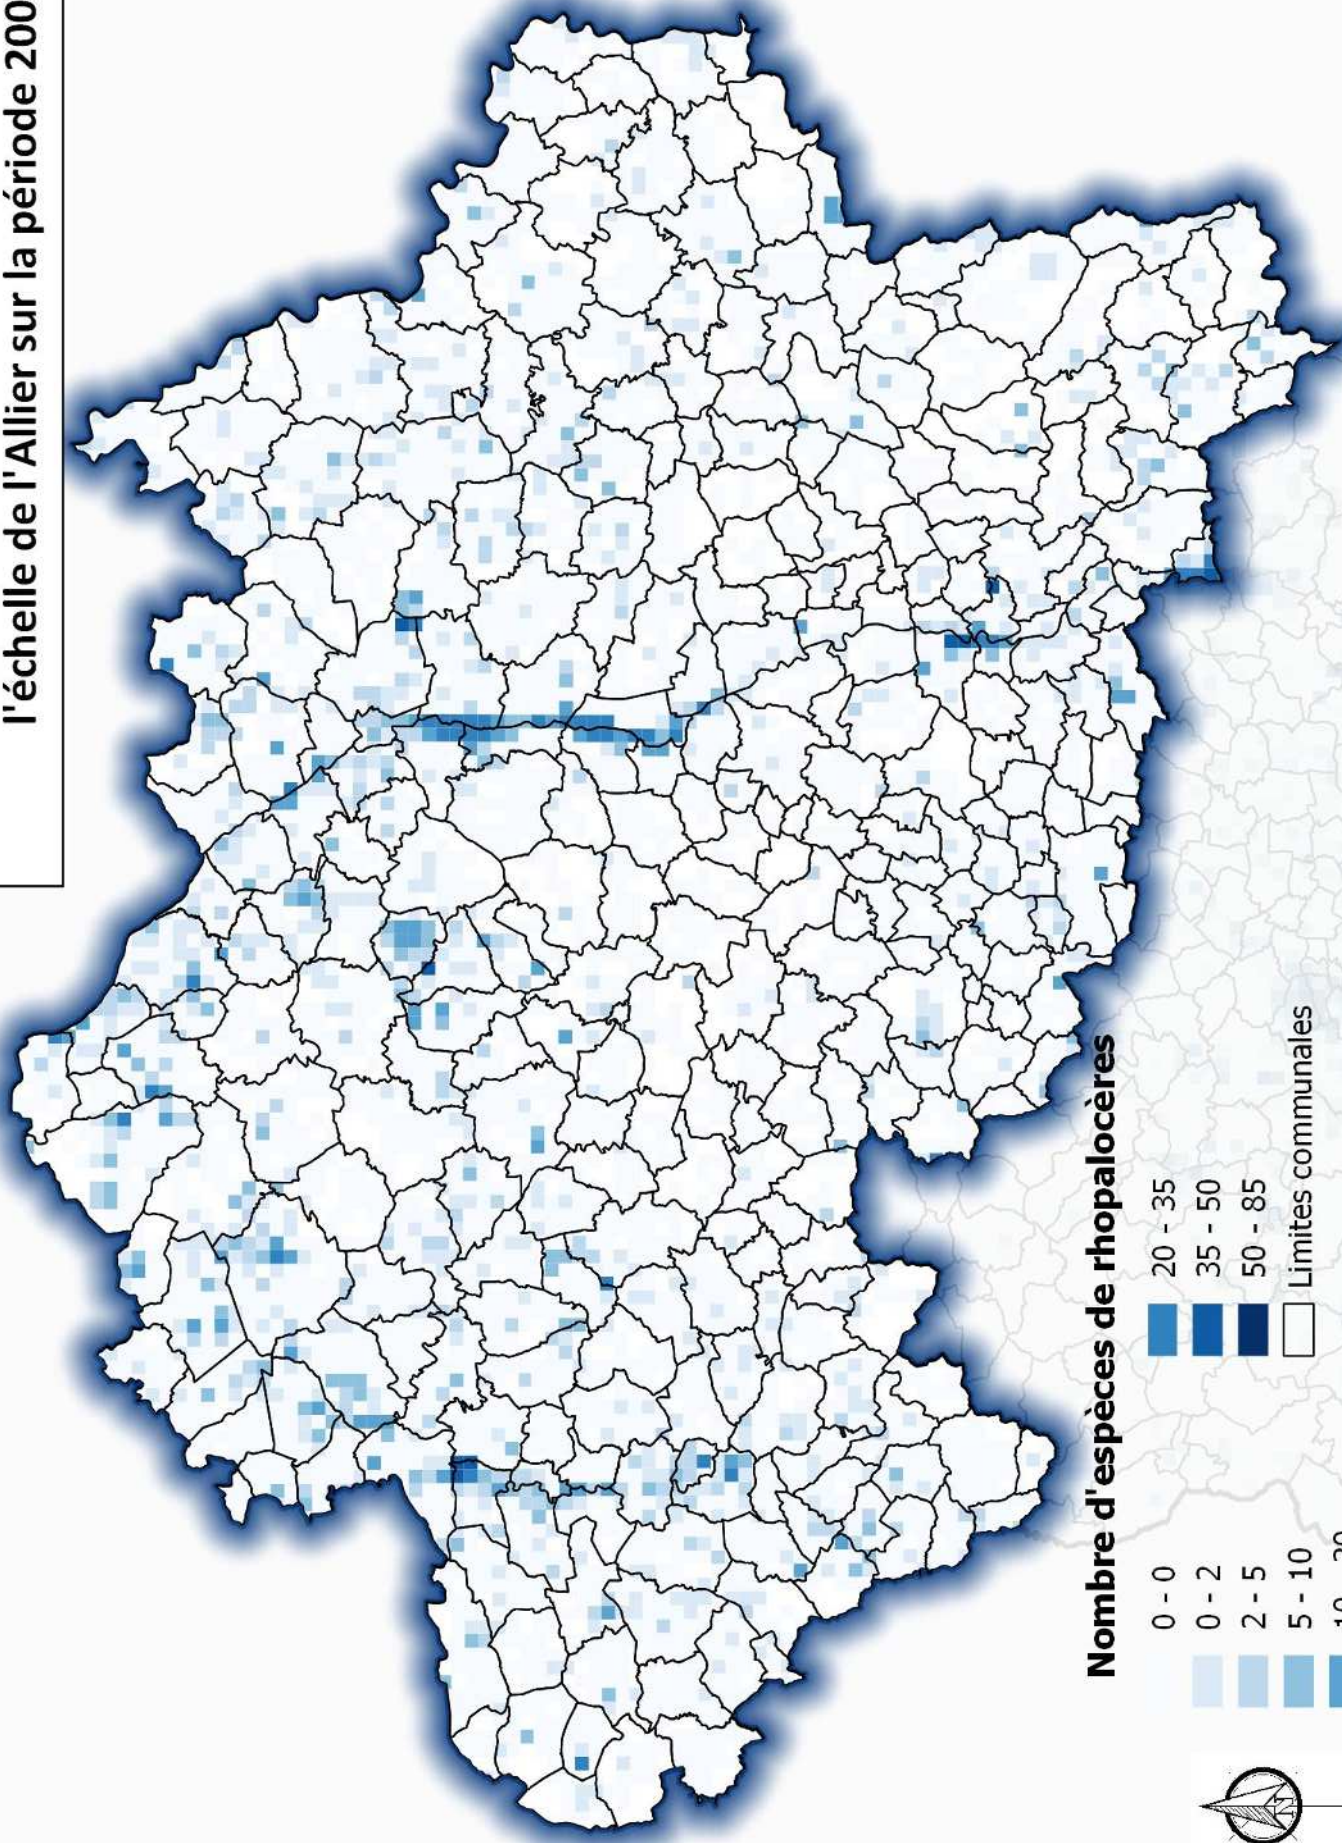 l'échelle de l'Allier sur la période 200
Nombre d'espèces de rhopalocères
0 - 0
0 - 2
2 - 5
5 - 10
20 - 35
35 - 50
50 - 85
Limites communales
N